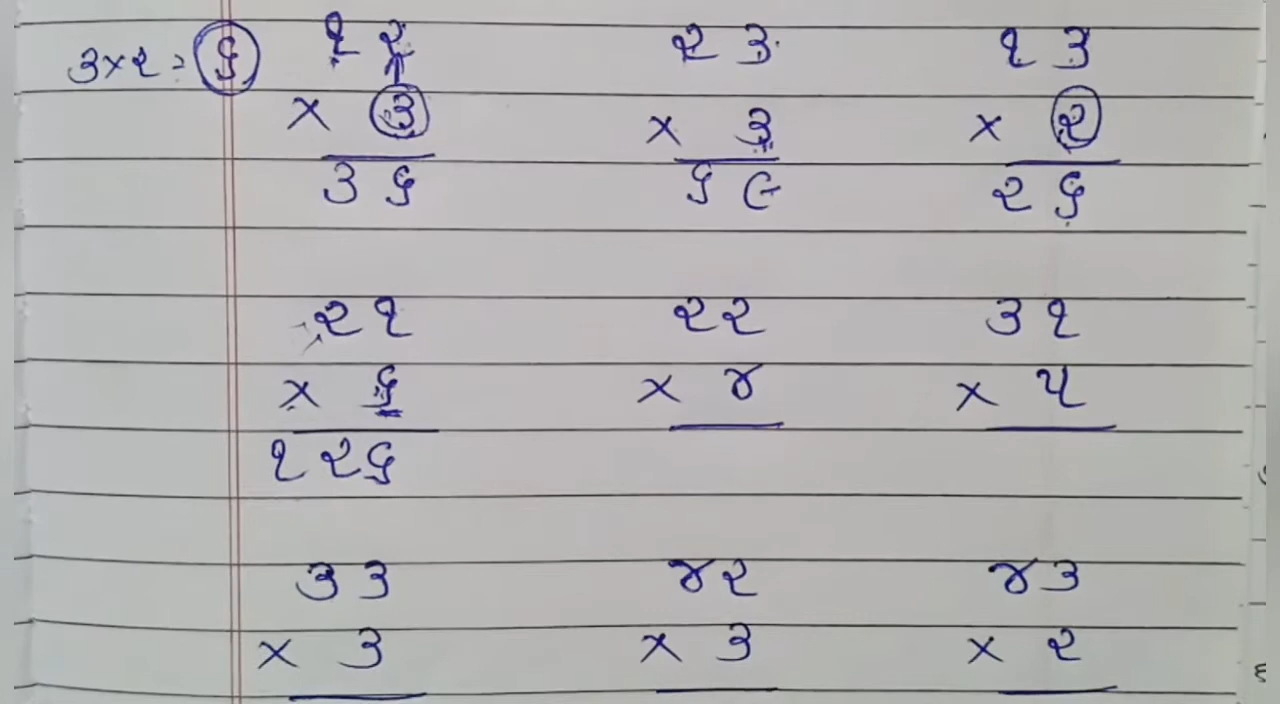 ૩×૨=૬ ૧૨ ૨૩ ૧૩
× ૩ × ૩ × ૨
૩૬ ૬૯ ૨૬
૨૧ ૨૨ ૩૧
× ૬ × ૪ × ૫
૧૨૬
૩૩ ૪૨ ૪૩
× ૩ × ૩ × ૨